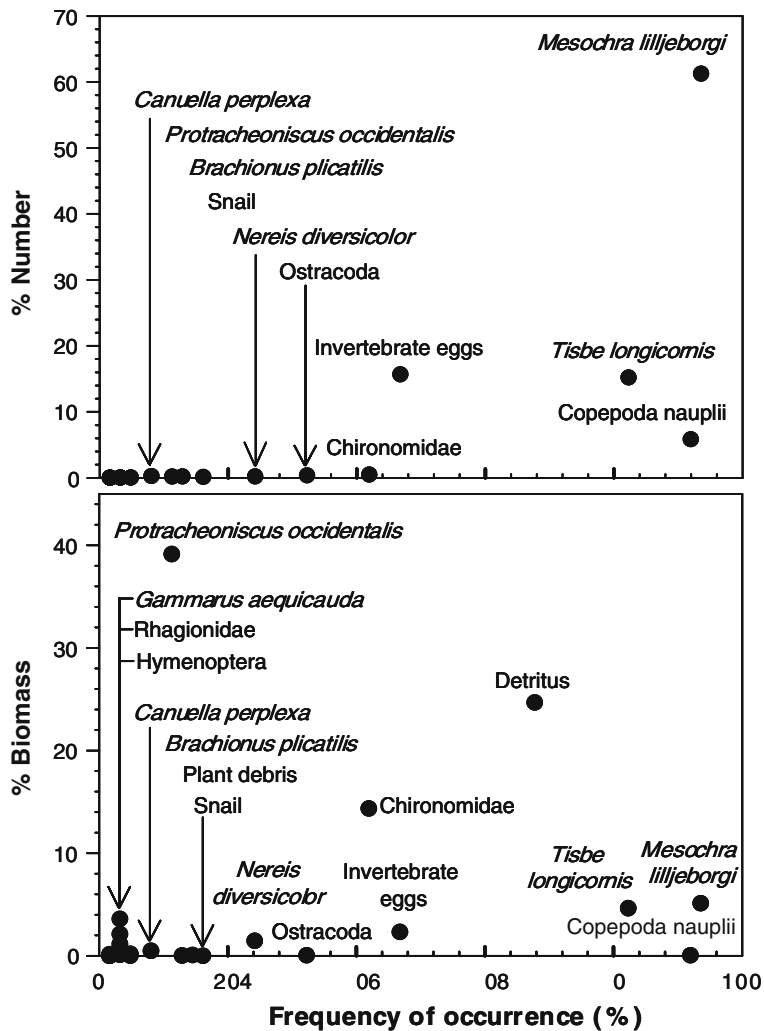 70
60
50
40
30
20
10
0
% Number
Mesochra lilljeborgi
Canuella perplexa
Protracheoniscus occidentalis
Brachionus plicatilis
Snail
Nereis diversicolor
Ostracoda
Invertebrate eggs
Tisbe longicornis
Copepoda nauplii
Chironomidae
40
30
20
10
0
% Biomass
Protracheoniscus occidentalis
Gammarus aequicauda
Rhagionidae
Hymenoptera
Detritus
Canuella perplexa
Brachionus plicatilis
Plant debris
Snail
Chironomidae
Nereis
diversicolbr
Invertebrate
eggs
Tisbe
longicornis
Mesochra
lilljeborgi
Ostracoda
Copepoda nauplii
0 204 06 08 0 100
Frequency of occurrence (%)